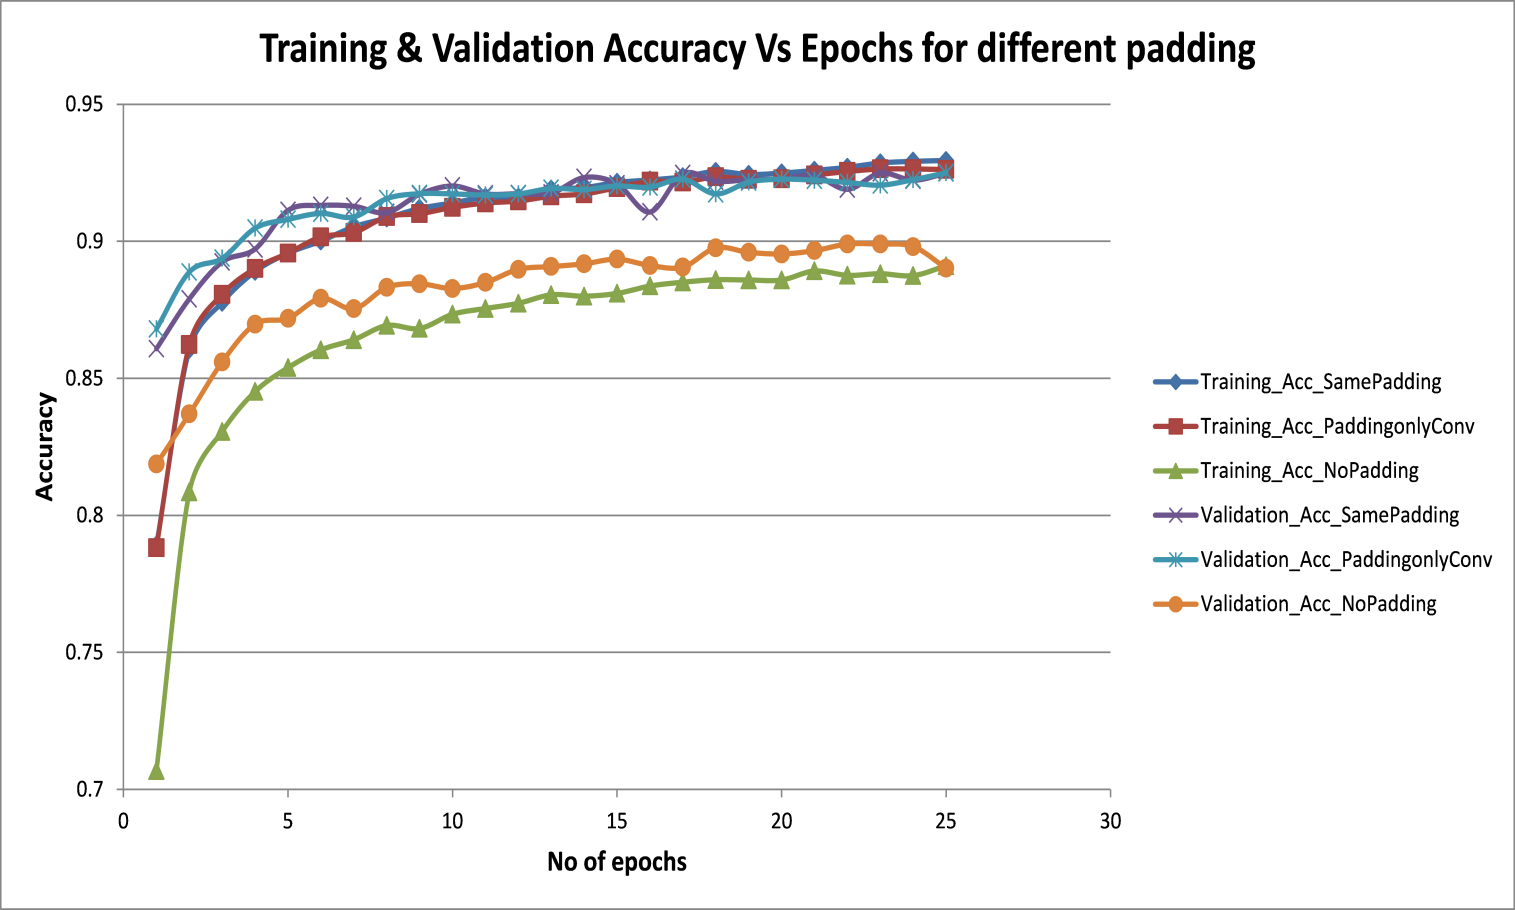 Training & Validation Accuracy Vs Epochs for different padding
0.95
0.9
0.85
0.8
0.75
0.7
Accuracy
0 5 10 15 20 25 30
No of epochs
Training_Acc_SamePadding
Training_Acc_PaddingonlyConv
Training_Acc_NoPadding
Validation_Acc_SamePadding
Validation_Acc_PaddingonlyConv
Validation_Acc_NoPadding